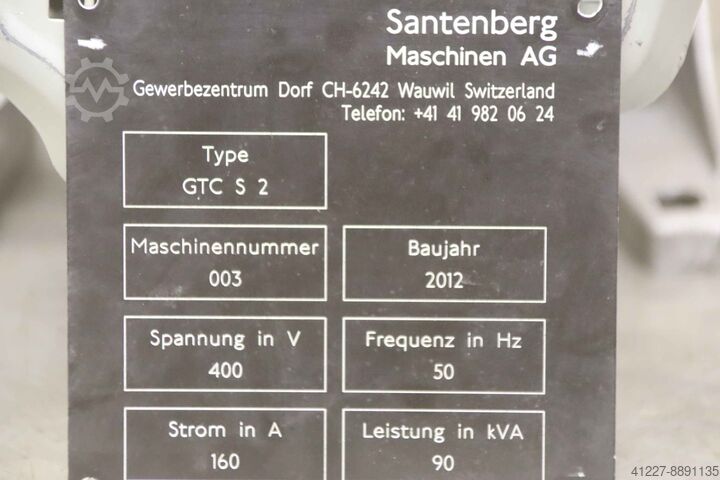 Santenberg
Maschinen AG
Gewerbezentrum Dorf CH-6242 Wauwil Switzerland
Telefon: +41 41 982 06 24
Type
GTC S 2
Maschinennummer
003
Baujahr
2012
Spannung in V
400
Frequenz in Hz
50
Strom in A
160
Leistung in kVA
90
41227-8891135